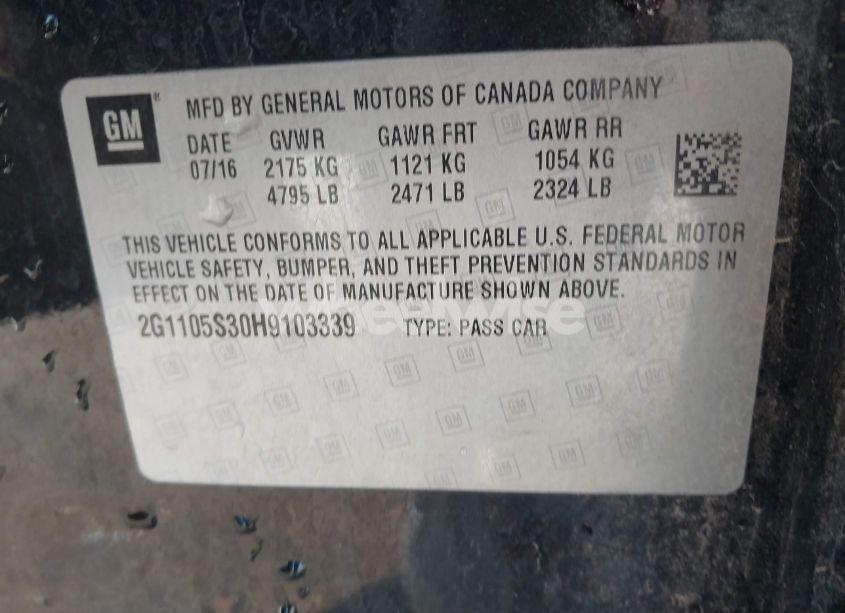 GM
MFD BY GENERAL MOTORS OF CANADA COMPANY
DATE GVWR GAWR FRT GAWR RR
07/16 2175 KG 1121 KG 1054 KG
4795 LB 2471 LB 2324 LB
THIS VEHICLE CONFORMS TO ALL APPLICABLE U.S. FEDERAL MOTOR
VEHICLE SAFETY, BUMPER, AND THEFT PREVENTION STANDARDS IN
EFFECT ON THE DATE OF MANUFACTURE SHOWN ABOVE.
2G1105S30H9103339 TYPE: PASS CAR